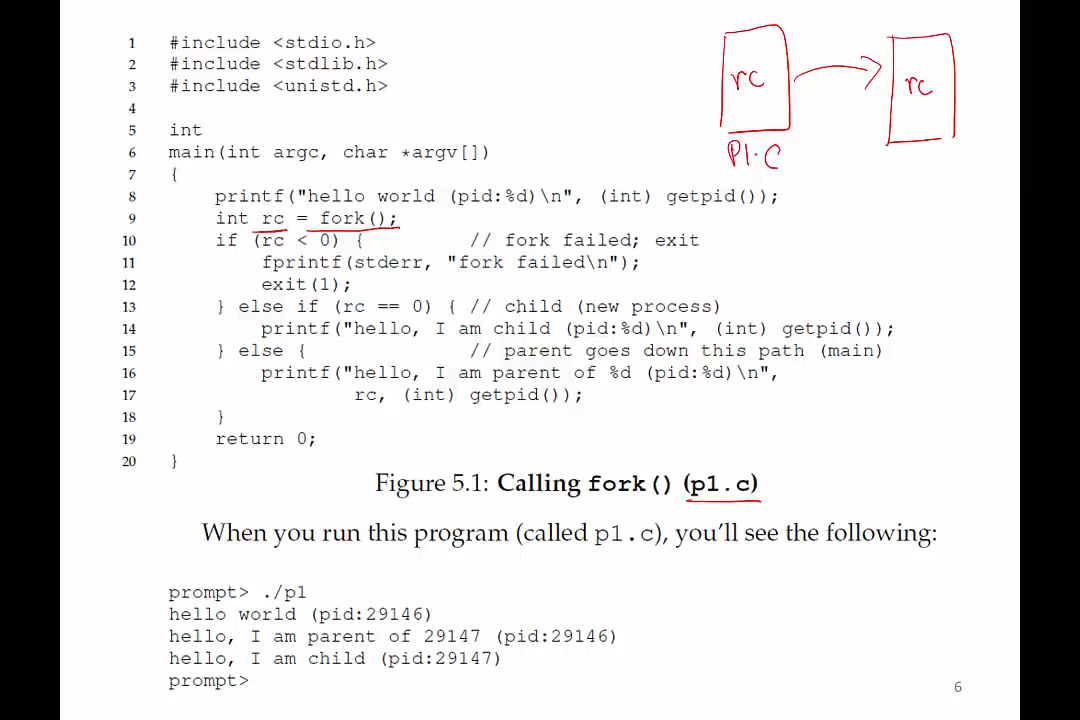 1 #include <stdio.h>
2 #include <stdlib.h>
3 #include <unistd.h>
4
5 int
6 main(int argc, char *argv[])
7 {
8 printf("hello world (pid:%d)\n", (int) getpid());
9 int rc = fork();
10 if (rc < 0) { // fork failed; exit
11 fprintf(stderr, "fork failed\n");
12 exit(1);
13 } else if (rc == 0) { // child (new process)
14 printf("hello, I am child (pid:%d)\n", (int) getpid());
15 } else { // parent goes down this path (main)
16 printf("hello, I am parent of %d (pid:%d)\n",
17 rc, (int) getpid());
18 }
19 return 0;
20 }
rc
rc
P1.C
Figure 5.1: Calling fork() (p1.c)
When you run this program (called p1.c), you'll see the following:
prompt> ./p1
hello world (pid:29146)
hello, I am parent of 29147 (pid:29146)
hello, I am child (pid:29147)
prompt>
6